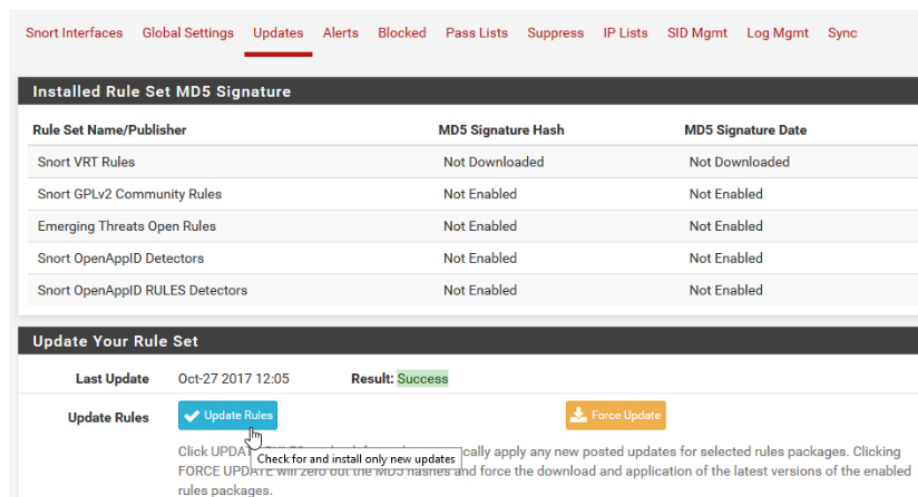 Snort Interfaces Global Settings Updates Alerts Blocked Pass Lists Suppress IP Lists SID Mgmt Log Mgmt Sync
Installed Rule Set MD5 Signature
Rule Set Name/Publisher MD5 Signature Hash MD5 Signature Date
Snort VRT Rules Not Downloaded Not Downloaded
Snort GPLv2 Community Rules Not Enabled Not Enabled
Emerging Threats Open Rules Not Enabled Not Enabled
Snort OpenAppID Detectors Not Enabled Not Enabled
Snort OpenAppID RULES Detectors Not Enabled Not Enabled
Update Your Rule Set
Last Update Oct-27 2017 12:05 Result: Success
Update Rules Update Rules Force Update
Click cally apply any new posted updates for selected rules packages. Clicking
Check for and install only new updates
FORCE UPDATE will zero out the MD5 hashes and force the download and application of the latest versions of the enabled
rules packages.